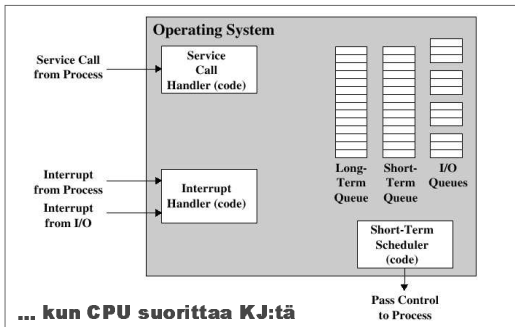 Operating System
Service Call
from Process
Service
Call
Handler (code)
Interrupt
from Process
Interrupt
from I/O
Interrupt
Handler (code)
Long-
Term
Queue
Short-
Term
Queue
I/O
Queues
Short-Term
Scheduler
(code)
Pass Control
to Process
... kun CPU suorittaa KJ:tä